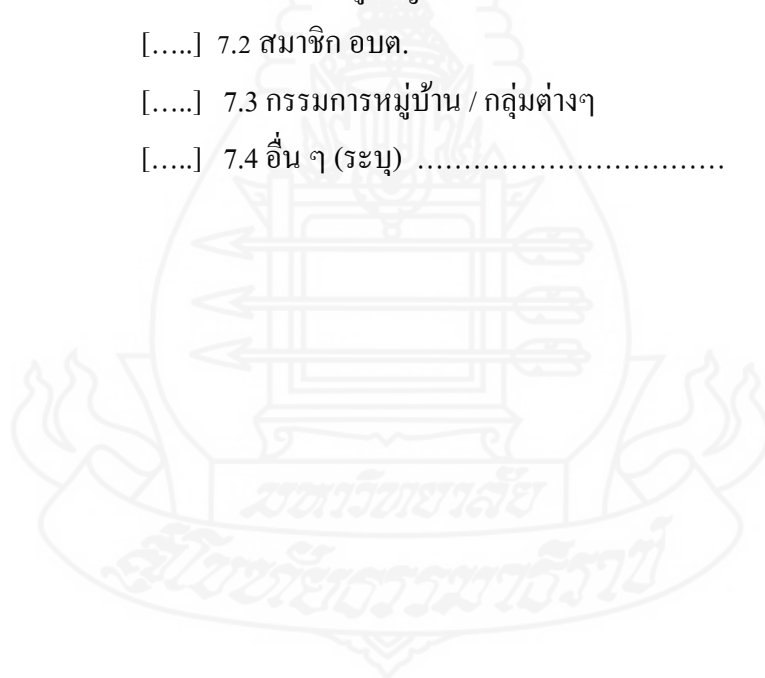 […..] 7.2 สมาชิก อบต.
[…..] 7.3 กรรมการหมู่บ้าน / กลุ่มต่างๆ
[…..] 7.4 อื่น ๆ (ระบุ) ……………………………
มหาวิทยาลัย
สุโขทัยธรรมาธิราช